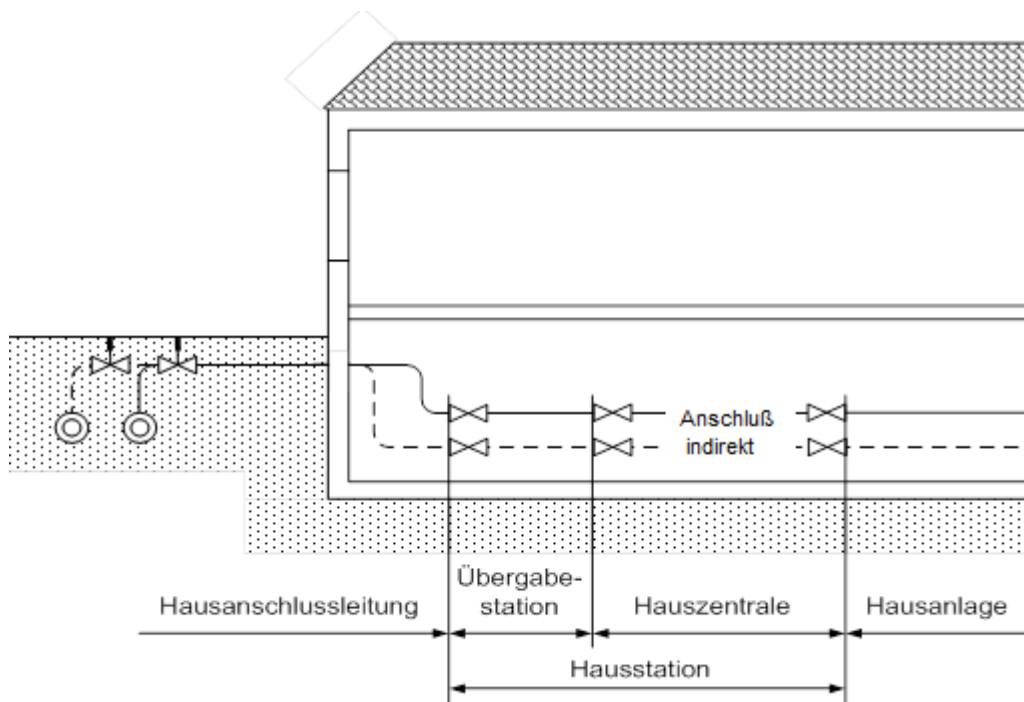 Anschluß
indirekt
Übergabe-
station
Hausanschlussleitung
Hauszentrale
Hausanlage
Hausstation